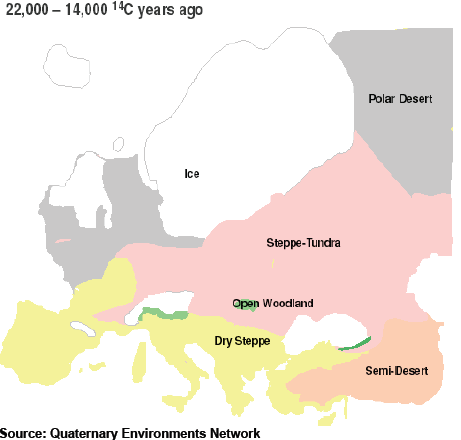 22,000 – 14,000 ¹⁴C years ago
Polar Desert
Ice
Steppe-Tundra
Open Woodland
Dry Steppe
Semi-Desert
Source: Quaternary Environments Network